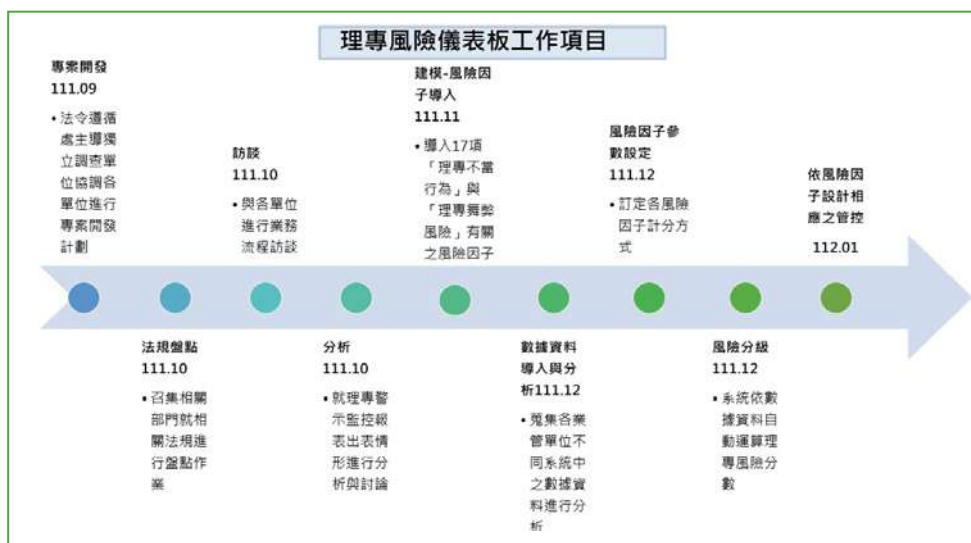 理專風險儀表板工作項目
專案開發
111.09
• 法令遵循
處主導獨
立調查單
位協調各
單位進行
專案開發
計劃
法規盤點
111.10
• 召集相關
部門就相
關法規進
行盤點作
業
訪談
111.10
• 與各單位
進行業務
流程訪談
分析
111.10
• 就理專警
示監控報
表出表情
形進行分
析與討論
建模-風險因
子導入
111.11
• 導入17項
「理專不當
行為」與
「理專舞弊
風險」有關
之風險因子
數據資料
導入與分
析111.12
• 蒐集各業
管單位不
同系統中
之數據資
料進行分
析
風險因子參
數設定
111.12
• 訂定各風險
因子計分方
式
風險分級
111.12
• 系統依數
據資料自
動運算理
專風險分
數
依風險因
子設計相
應之管控
112.01